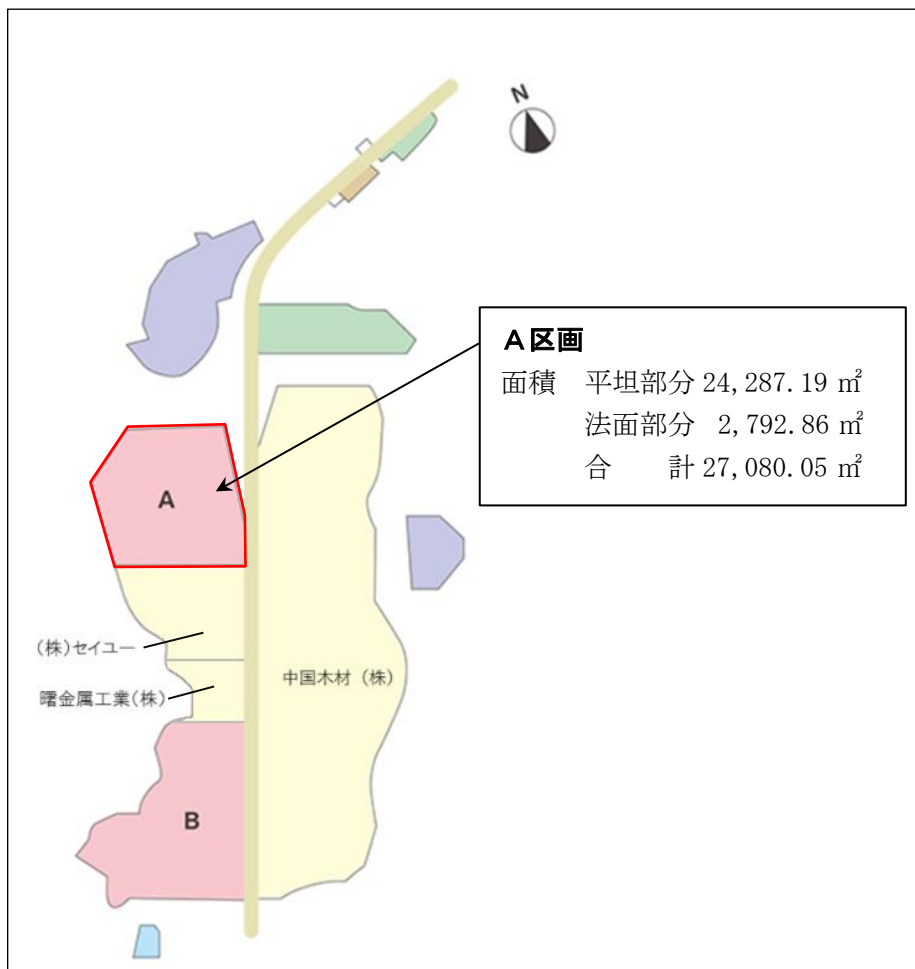 N
A区画
面積 平坦部分 24,287.19 ㎡
法面部分 2,792.86 ㎡
合 計 27,080.05 ㎡
A
(株)セイユー
中国木材 (株)
曙金属工業(株)
B